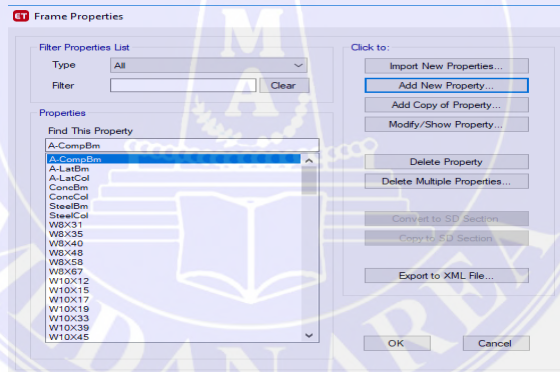 ET Frame Properties
Filter Properties List
Type All
Filter Clear
Properties
Find This Property
A-CompBm
A-CompBm
A-LatBm
A-LatCol
ConcBm
ConcCol
SteelBm
SteelCol
W8X31
W8X35
W8X40
W8X48
W8X58
W8X67
W10X12
W10X15
W10X17
W10X19
W10X33
W10X39
W10X45
Click to:
Import New Properties...
Add New Property...
Add Copy of Property...
Modify/Show Property...
Delete Property
Delete Multiple Properties...
Convert to SD Section
Copy to SD Section
Export to XML File...
OK Cancel
M
A
EDAN AREA